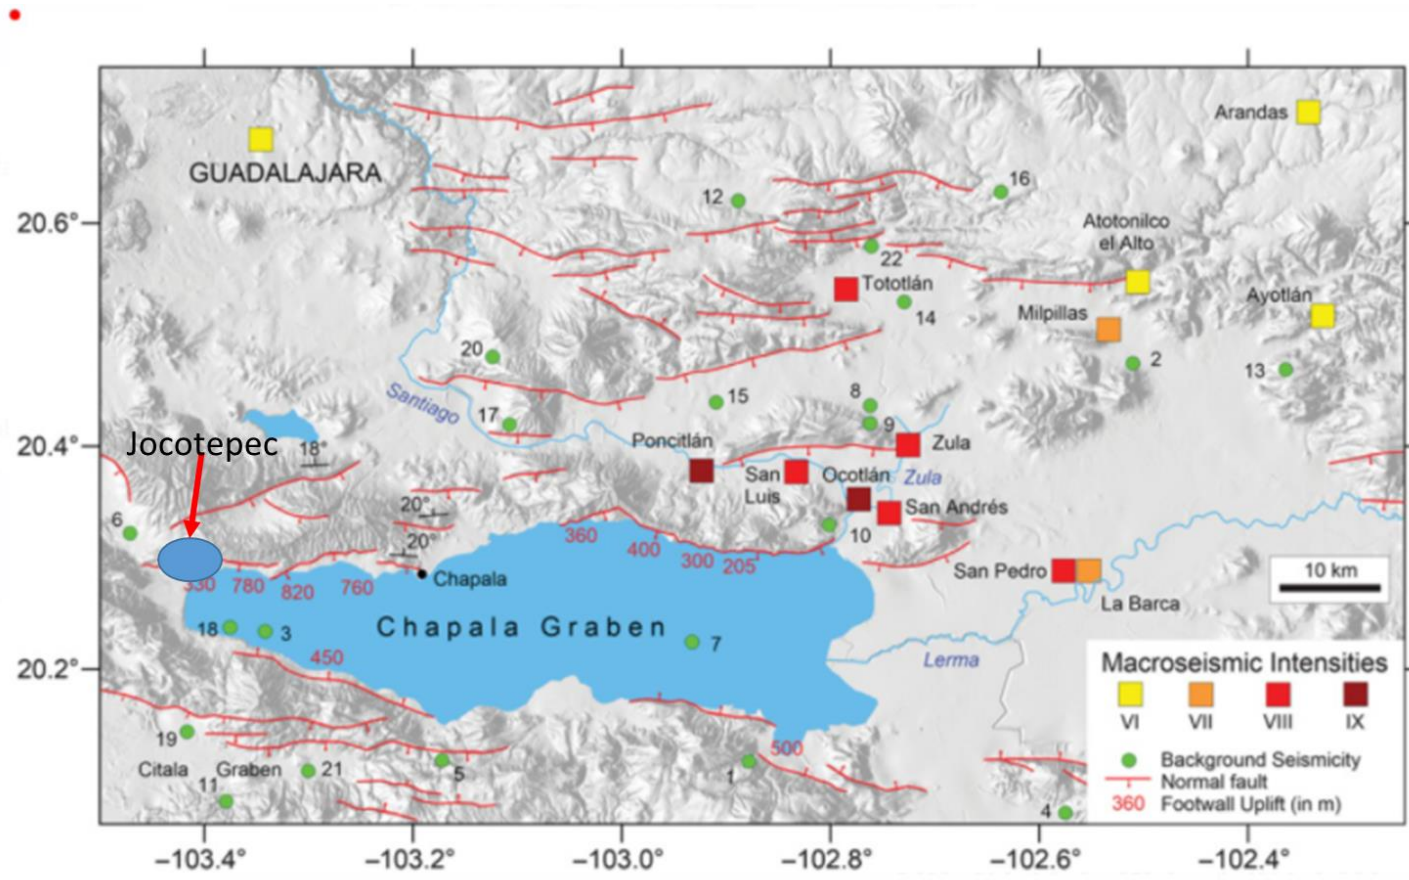 Arandas
GUADALAJARA
12
16
20.6°
Atotonilco
el Alto
22
Tototlán
Ayotlán
14
Milpillas
20
2
13
Santiago
15
8
17
9
Poncitlán
Zula
20.4°
Jocotepec
18°
San
Luis
Ocotlán
Zula
San Andrés
20°
6
10
360
400
20°
300
205
San Pedro
10 km
330
780
820
760
Chapala
La Barca
18
3
Chapala Graben
7
450
Lerma
20.2°
Macroseismic Intensities
VI
VII
VIII
IX
19
500
Citala Graben
21
5
1
Background Seismicity
Normal fault
11
4
360
Footwall Uplift (in m)
−103.4°
−103.2°
−103.0°
−102.8°
−102.6°
−102.4°